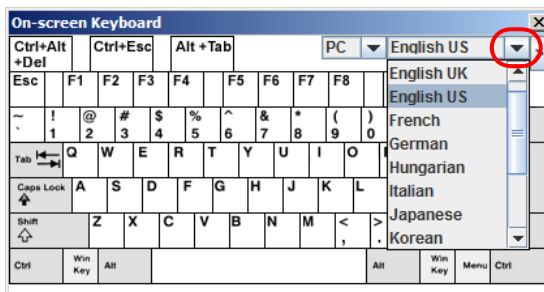 On-screen Keyboard
Ctrl+Alt +Del Ctrl+Esc Alt +Tab PC English US
English UK
English US
French
German
Hungarian
Italian
Japanese
Korean
Esc F1 F2 F3 F4 F5 F6 F7 F8
~ ! @ # $ % ^ & * ( )
` 1 2 3 4 5 6 7 8 9 0
Tab Q W E R T Y U I O
Caps Lock A S D F G H J K L
Shift Z X C V B N M < >
, .
Ctrl Win Key Alt Alt Win Key Menu Ctrl